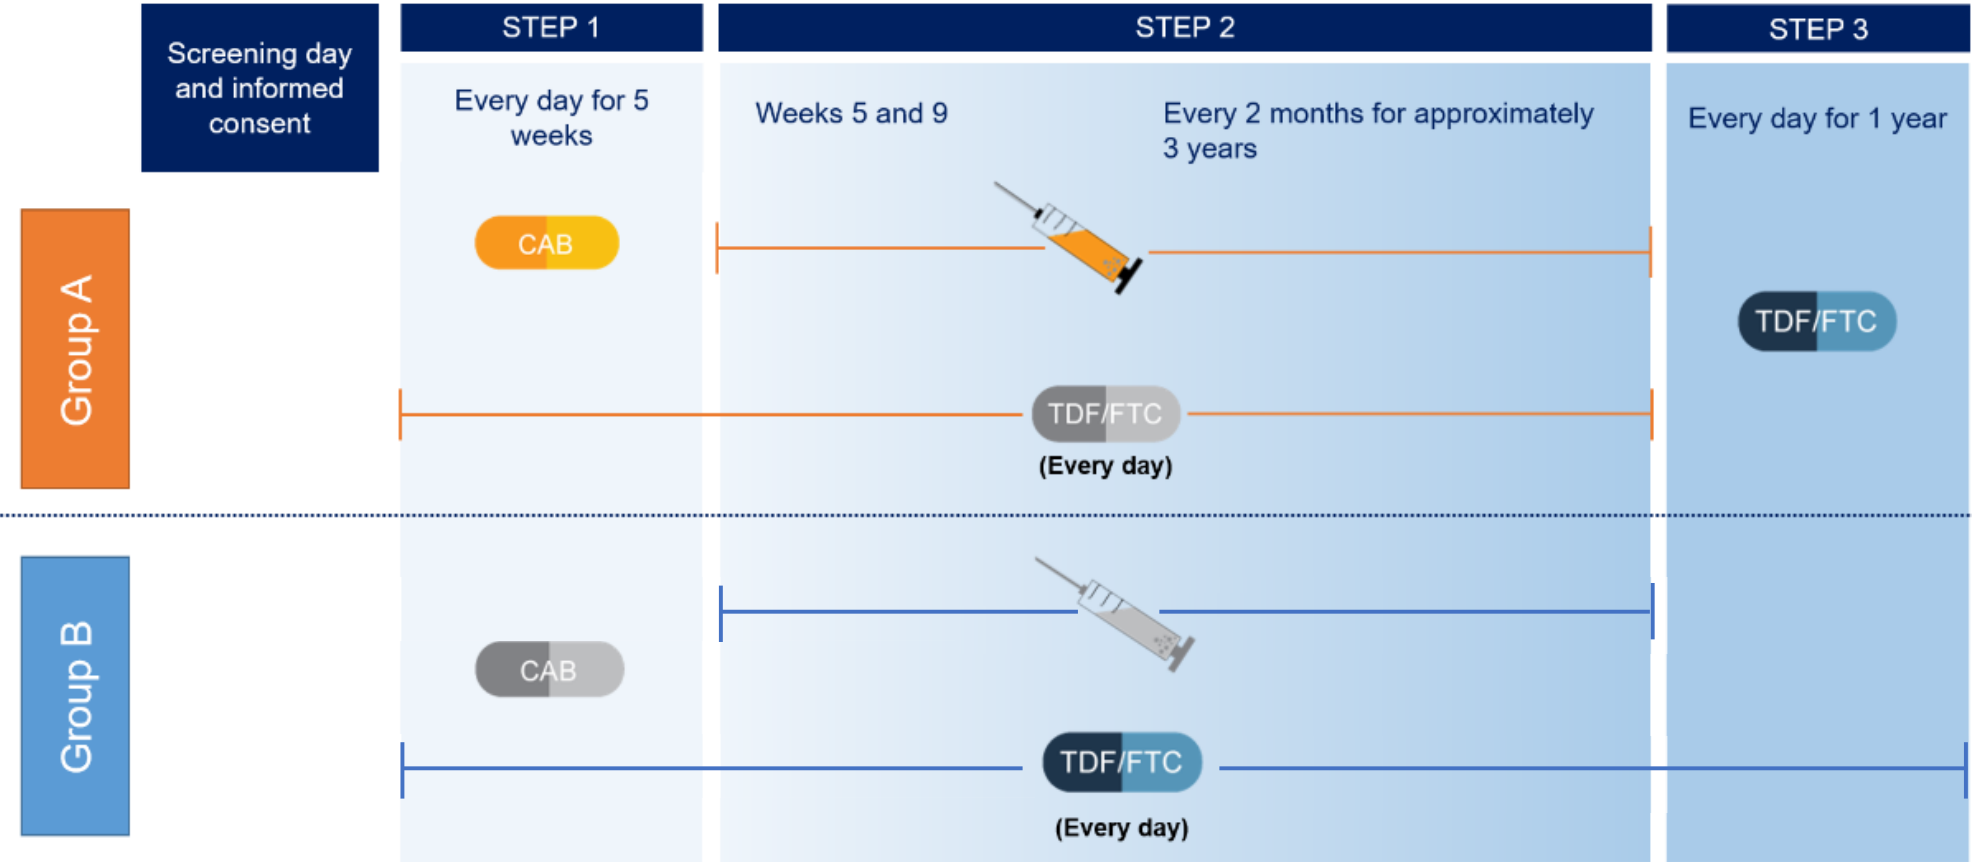 Screening day
and informed
consent
STEP 1
STEP 2
STEP 3
Every day for 5
weeks
Weeks 5 and 9
Every 2 months for approximately
3 years
Every day for 1 year
Group A
CAB
TDF/FTC
TDF/FTC
(Every day)
Group B
CAB
TDF/FTC
(Every day)